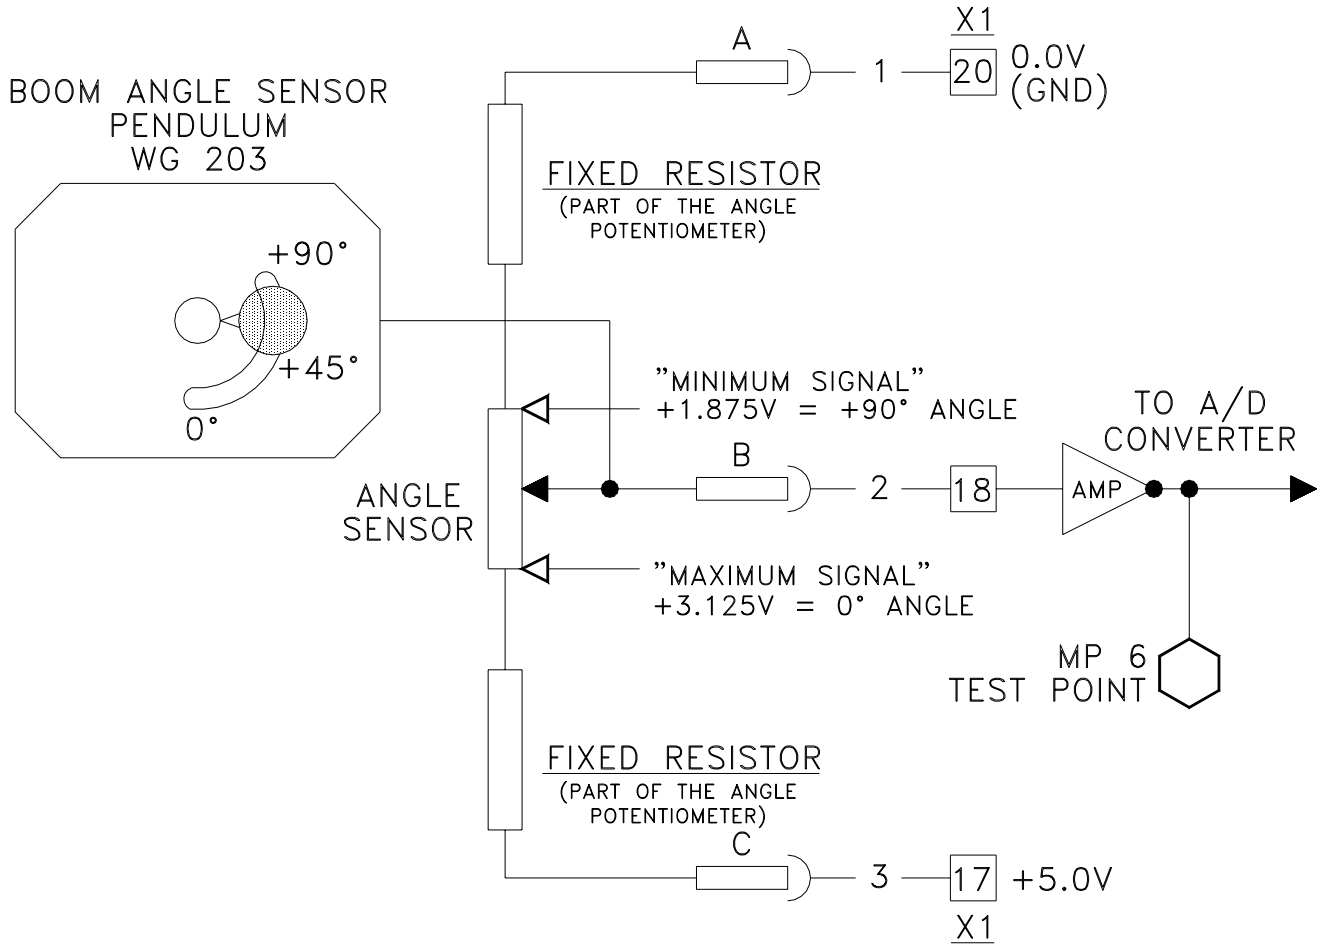 X1
A
1
20
0.0V
(GND)
BOOM ANGLE SENSOR
PENDULUM
WG 203
FIXED RESISTOR
(PART OF THE ANGLE
POTENTIOMETER)
+90°
+45°
0°
"MINIMUM SIGNAL"
+1.875V = +90° ANGLE
TO A/D
CONVERTER
B
2
18
AMP
ANGLE
SENSOR
"MAXIMUM SIGNAL"
+3.125V = 0° ANGLE
MP 6
TEST POINT
FIXED RESISTOR
(PART OF THE ANGLE
POTENTIOMETER)
C
3
17
+5.0V
X1